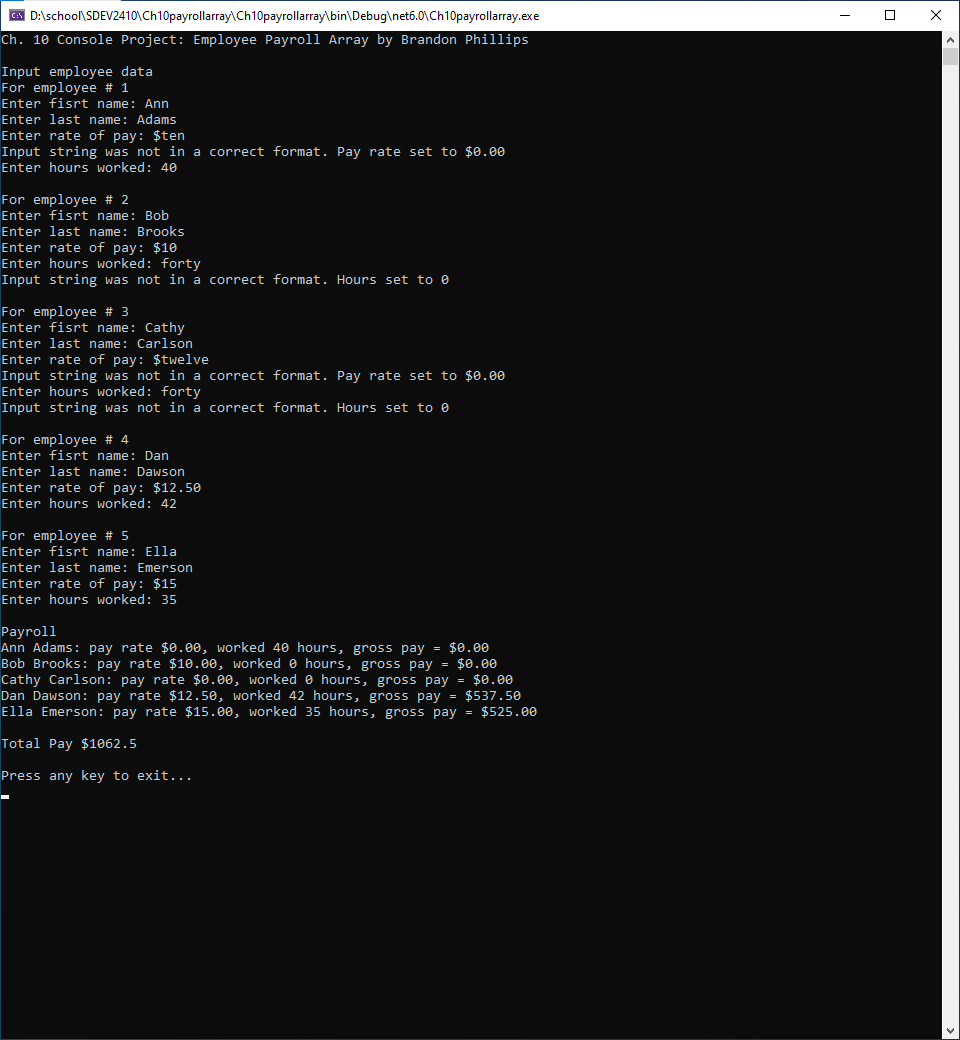 D:\school\SDEV2410\Ch10payrollarray\Ch10payrollarray\bin\Debug\net6.0\Ch10payrollarray.exe
Ch. 10 Console Project: Employee Payroll Array by Brandon Phillips
Input employee data
For employee # 1
Enter fisrt name: Ann
Enter last name: Adams
Enter rate of pay: $ten
Input string was not in a correct format. Pay rate set to $0.00
Enter hours worked: 40
For employee # 2
Enter fisrt name: Bob
Enter last name: Brooks
Enter rate of pay: $10
Enter hours worked: forty
Input string was not in a correct format. Hours set to 0
For employee # 3
Enter fisrt name: Cathy
Enter last name: Carlson
Enter rate of pay: $twelve
Input string was not in a correct format. Pay rate set to $0.00
Enter hours worked: forty
Input string was not in a correct format. Hours set to 0
For employee # 4
Enter fisrt name: Dan
Enter last name: Dawson
Enter rate of pay: $12.50
Enter hours worked: 42
For employee # 5
Enter fisrt name: Ella
Enter last name: Emerson
Enter rate of pay: $15
Enter hours worked: 35
Payroll
Ann Adams: pay rate $0.00, worked 40 hours, gross pay = $0.00
Bob Brooks: pay rate $10.00, worked 0 hours, gross pay = $0.00
Cathy Carlson: pay rate $0.00, worked 0 hours, gross pay = $0.00
Dan Dawson: pay rate $12.50, worked 42 hours, gross pay = $537.50
Ella Emerson: pay rate $15.00, worked 35 hours, gross pay = $525.00
Total Pay $1062.5
Press any key to exit...